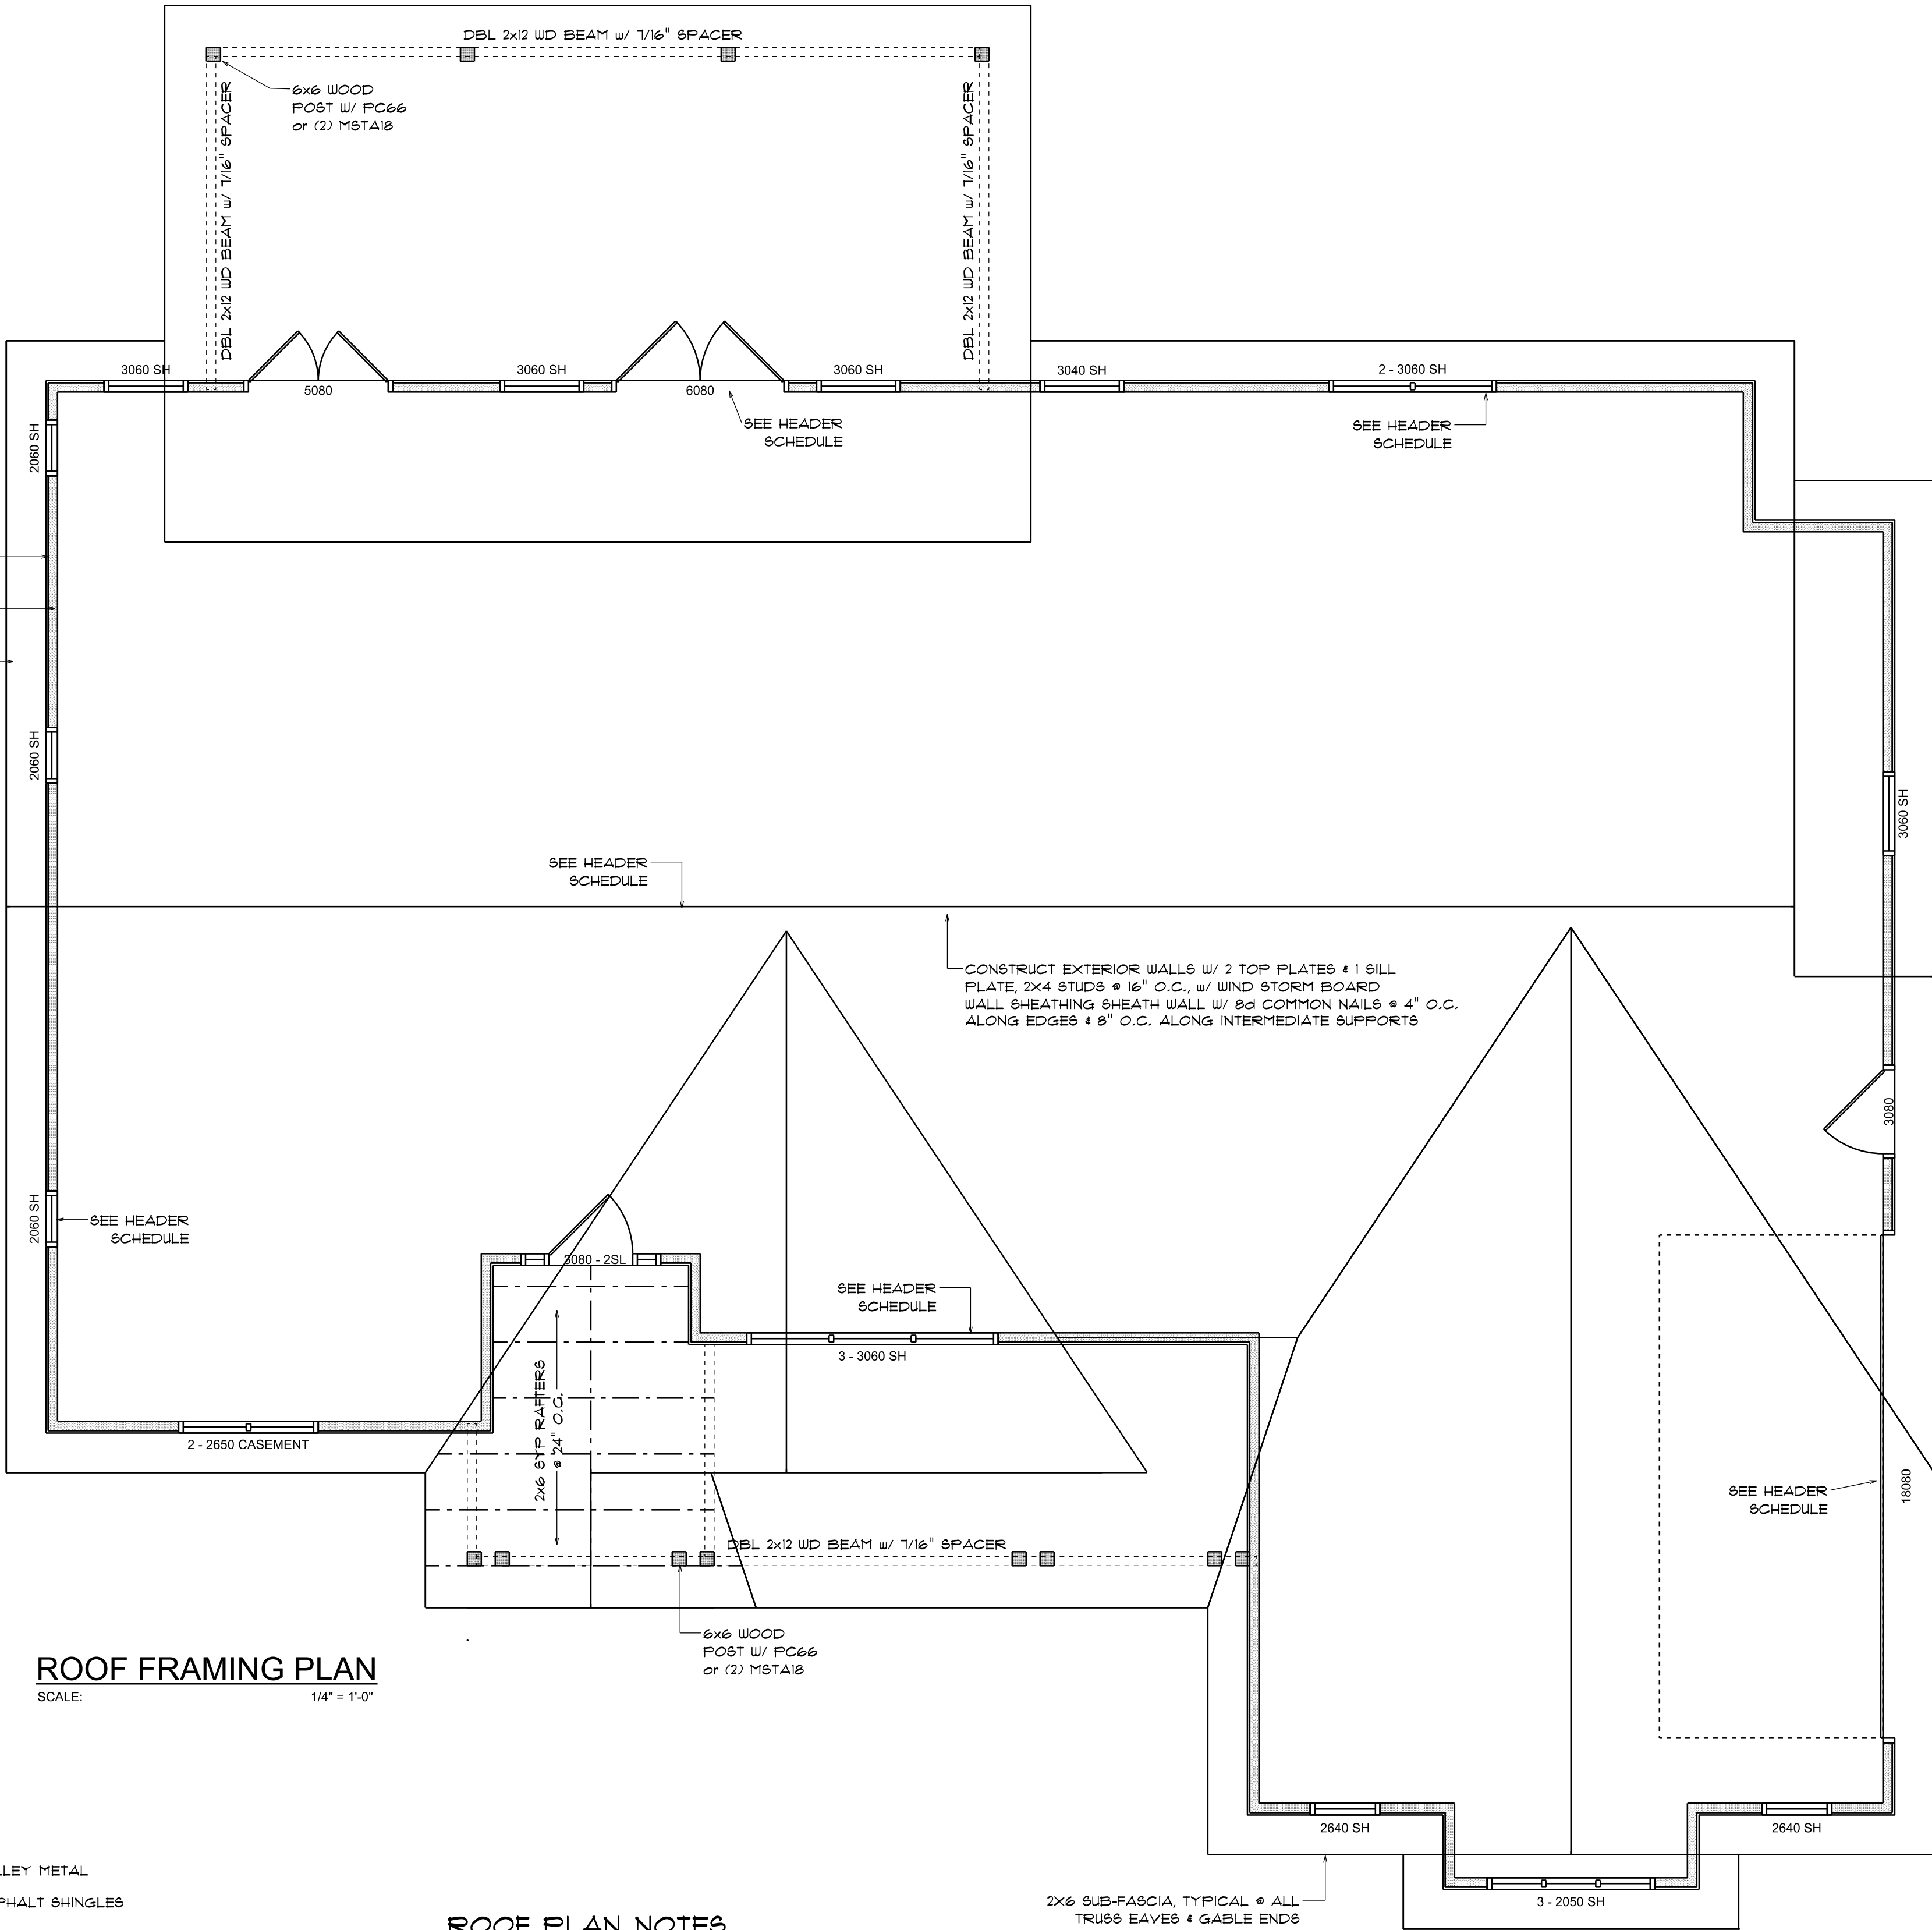 DBL 2x12 WD BEAM w/ 7/16" SPACER
6x6 WOOD
POST W/ PC66
or (2) MSTA18
DBL 2x12 WD BEAM w/ 7/16" SPACER
DBL 2x12 WD BEAM w/ 7/16" SPACER
3060 SH
5080
3060 SH
6080
3060 SH
3040 SH
2 - 3060 SH
SEE HEADER
SCHEDULE
SEE HEADER
SCHEDULE
2060 SH
2060 SH
3060 SH
SEE HEADER
SCHEDULE
CONSTRUCT EXTERIOR WALLS W/ 2 TOP PLATES & 1 SILL
PLATE, 2X4 STUDS @ 16" O.C., w/ WIND STORM BOARD
WALL SHEATHING SHEATH WALL W/ 8d COMMON NAILS @ 4" O.C.
ALONG EDGES & 8" O.C. ALONG INTERMEDIATE SUPPORTS
3080
2060 SH
SEE HEADER
SCHEDULE
3080 - 2SL
SEE HEADER
SCHEDULE
3 - 3060 SH
2x6 SYP RAFTERS
@ 24" O.C.
2 - 2650 CASEMENT
SEE HEADER
SCHEDULE
18080
DBL 2x12 WD BEAM w/ 7/16" SPACER
6x6 WOOD
POST W/ PC66
or (2) MSTA18
ROOF FRAMING PLAN
SCALE: 1/4" = 1'-0"
2640 SH
2640 SH
LLEY METAL
PHALT SHINGLES
2X6 SUB-FASCIA, TYPICAL @ ALL
TRUSS EAVES & GABLE ENDS
3 - 2050 SH
ROOF PLAN NOTES